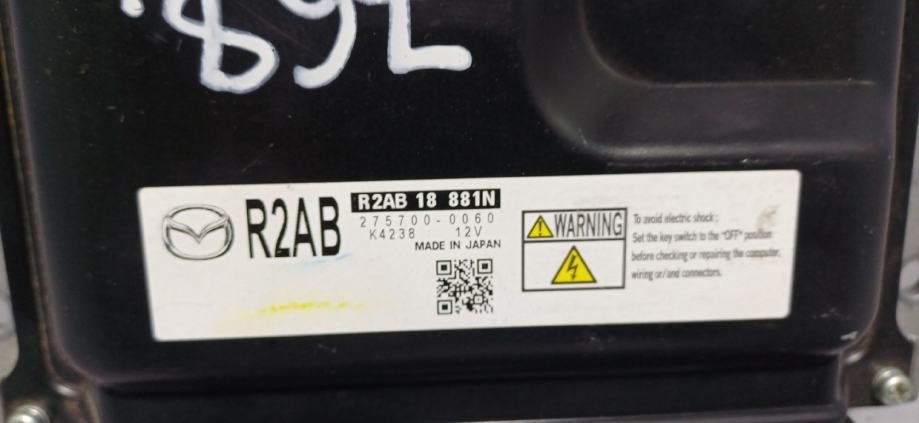 R2AB
R2AB 18 881N
275700-0060
K4238 12V
MADE IN JAPAN
WARNING
To avoid electric shock ;
Set the key switch to the "OFF" position
before checking or repairing the computer,
wiring or/and connectors.